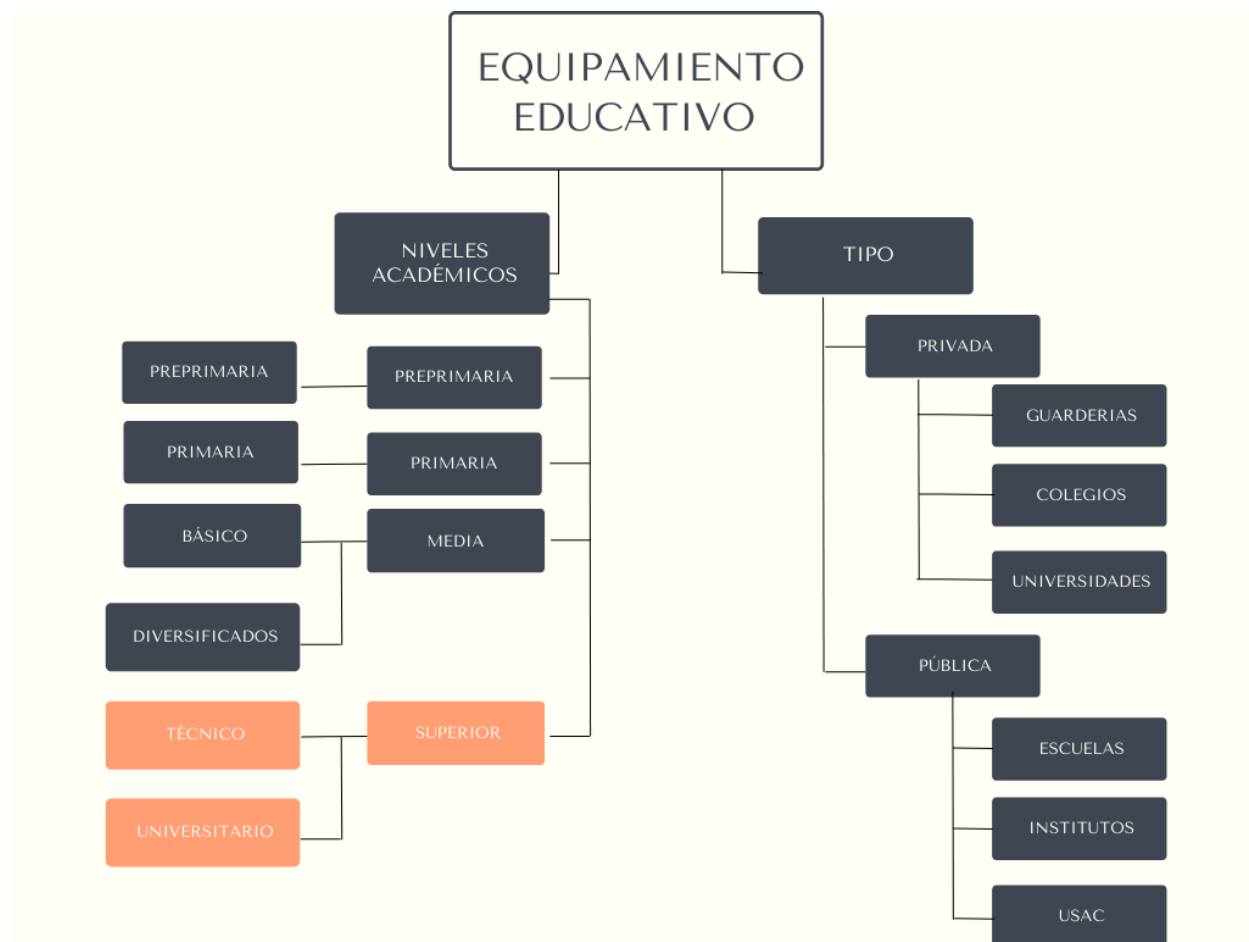 EQUIPAMIENTO
EDUCATIVO
NIVELES
ACADÉMICOS
PREPRIMARIA
PREPRIMARIA
PRIMARIA
PRIMARIA
BÁSICO
MEDIA
DIVERSIFICADOS
TÉCNICO
SUPERIOR
UNIVERSITARIO
TIPO
PRIVADA
GUARDERIAS
COLEGIOS
UNIVERSIDADES
PÚBLICA
ESCUELAS
INSTITUTOS
USAC